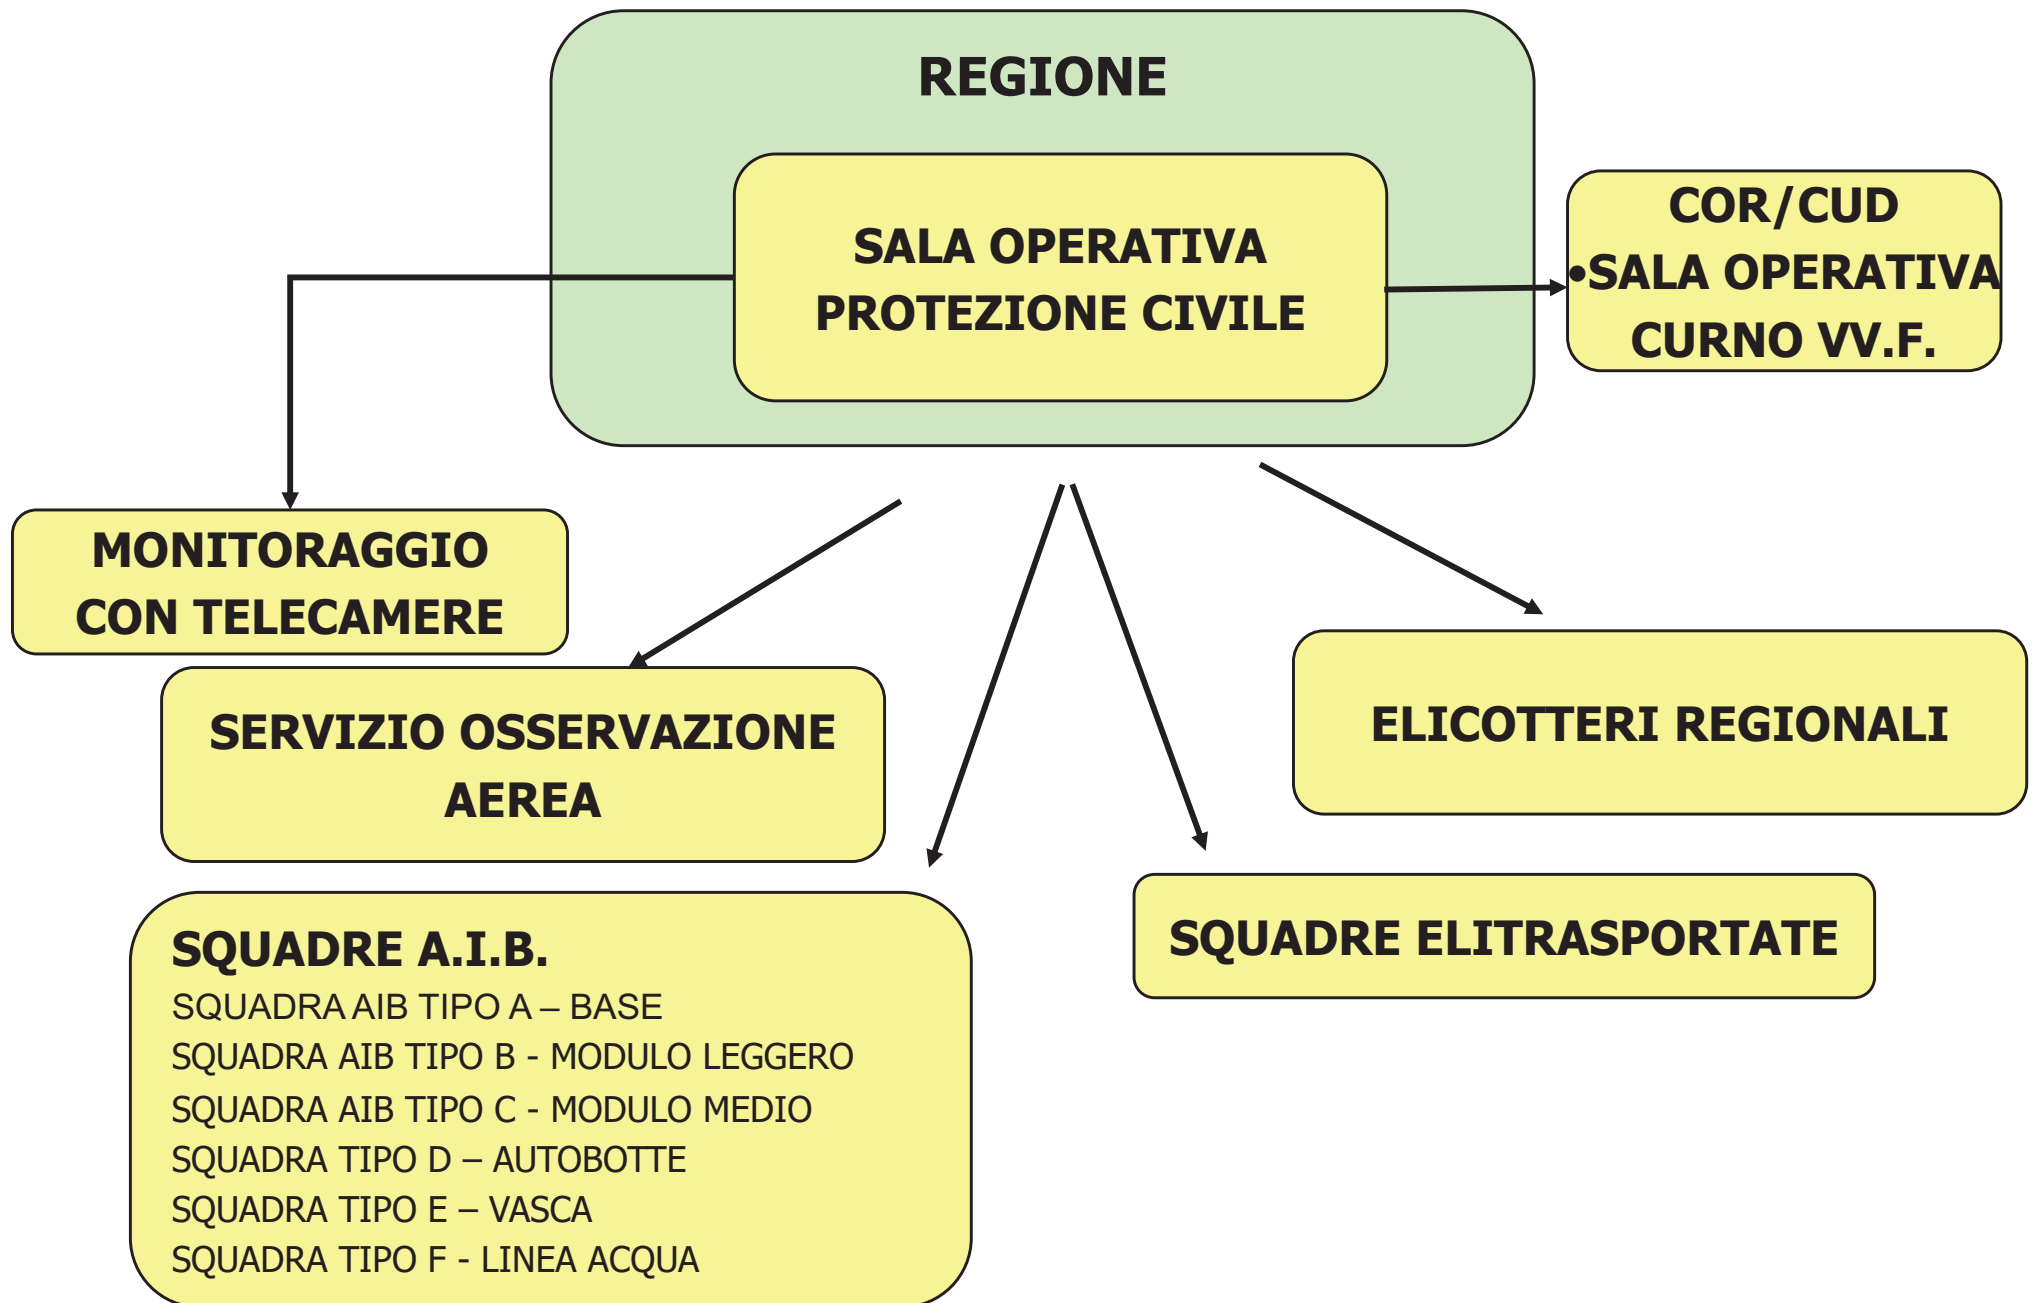 REGIONE
SALA OPERATIVA
PROTEZIONE CIVILE
COR/CUD
•SALA OPERATIVA
CURNO VV.F.
MONITORAGGIO
CON TELECAMERE
SERVIZIO OSSERVAZIONE
AEREA
ELICOTTERI REGIONALI
SQUADRE ELITRASPORTATE
SQUADRE A.I.B.
SQUADRA AIB TIPO A – BASE
SQUADRA AIB TIPO B - MODULO LEGGERO
SQUADRA AIB TIPO C - MODULO MEDIO
SQUADRA TIPO D – AUTOBOTTE
SQUADRA TIPO E – VASCA
SQUADRA TIPO F - LINEA ACQUA